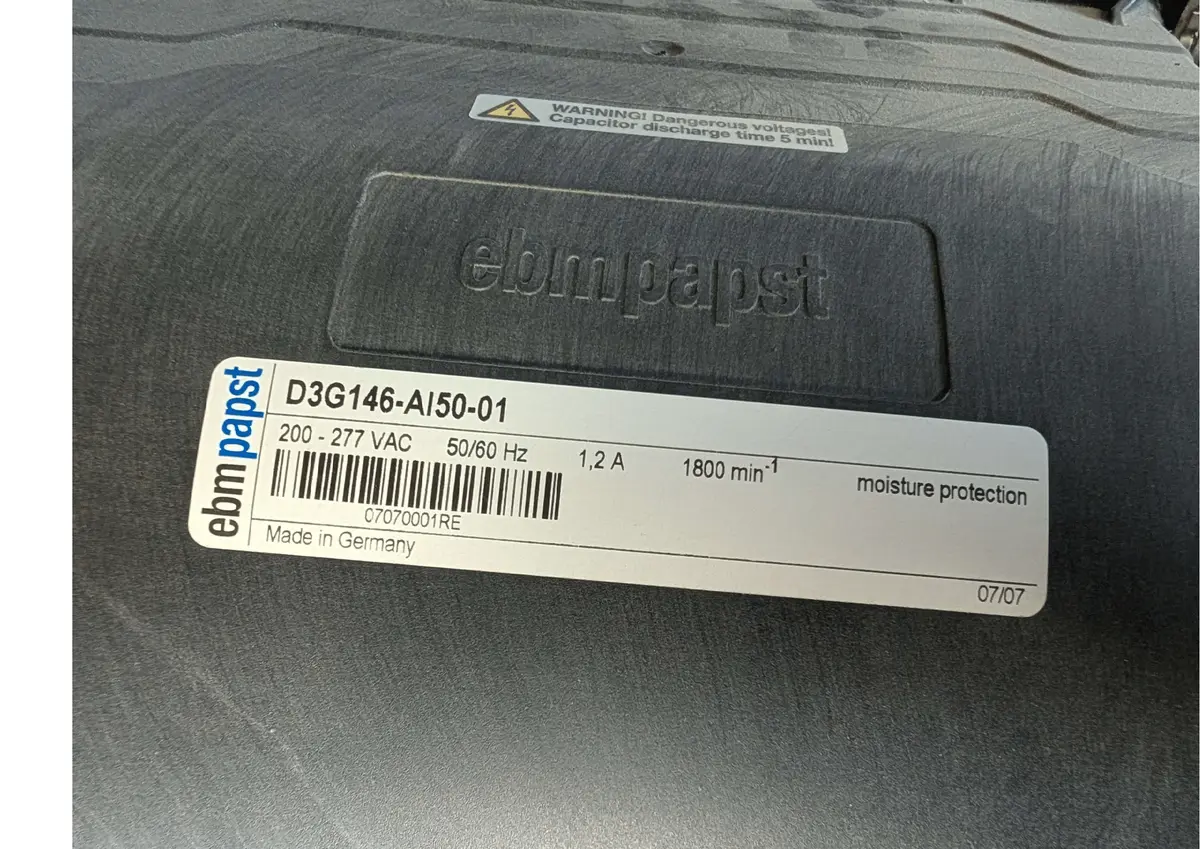 WARNING! Dangerous voltages!
Capacitor discharge time 5 min!
ebmpapst
ebmpapst
D3G146-AI50-01
200 - 277 VAC 50/60 Hz 1,2 A 1800 min-1 moisture protection
07070001RE
Made in Germany
07/07